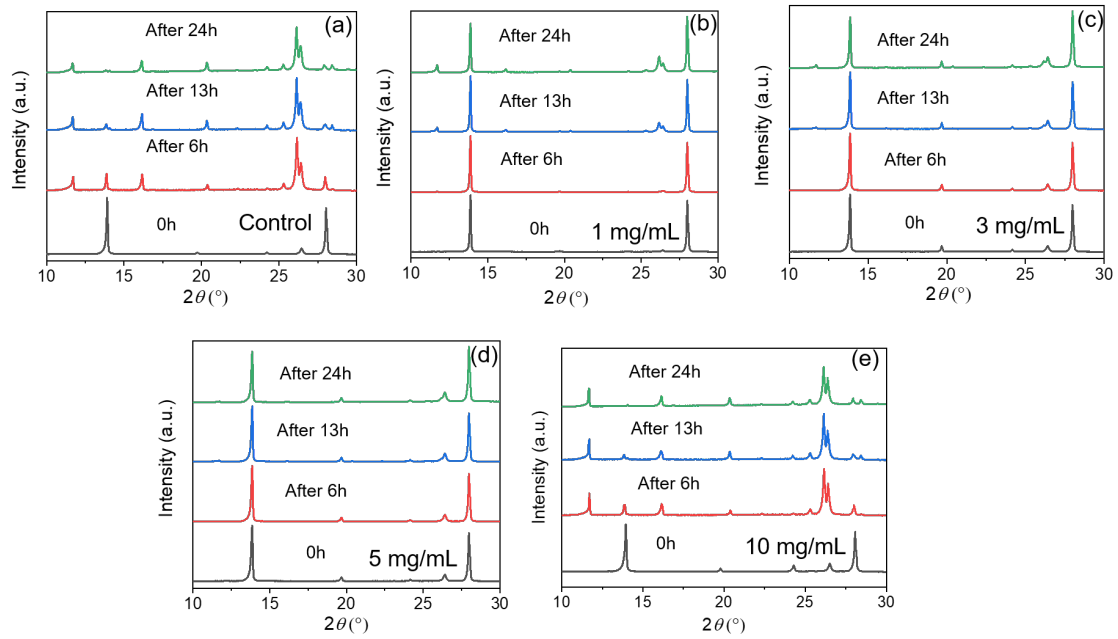 (a)
After 24h
After 13h
After 6h
0h
Control
Intensity (a.u.)
10 15 20 25 30
2θ (°)
(b)
After 24h
After 13h
After 6h
0h
1 mg/mL
Intensity (a.u.)
10 15 20 25 30
2θ (°)
(c)
After 24h
After 13h
After 6h
0h
3 mg/mL
Intensity (a.u.)
10 15 20 25 30
2θ (°)
(d)
After 24h
After 13h
After 6h
0h
5 mg/mL
Intensity (a.u.)
10 15 20 25 30
2θ (°)
(e)
After 24h
After 13h
After 6h
0h
10 mg/mL
Intensity (a.u.)
10 15 20 25 30
2θ (°)